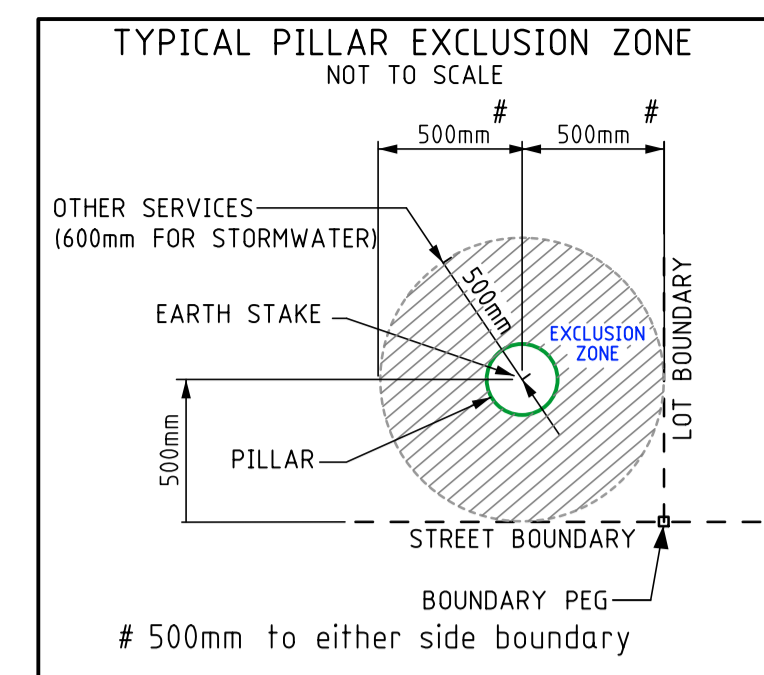 TYPICAL PILLAR EXCLUSION ZONE
NOT TO SCALE
# #
500mm 500mm
OTHER SERVICES
(600mm FOR STORMWATER)
500mm
EARTH STAKE
EXCLUSION
ZONE
LOT BOUNDARY
500mm
PILLAR
STREET BOUNDARY
BOUNDARY PEG
# 500mm to either side boundary